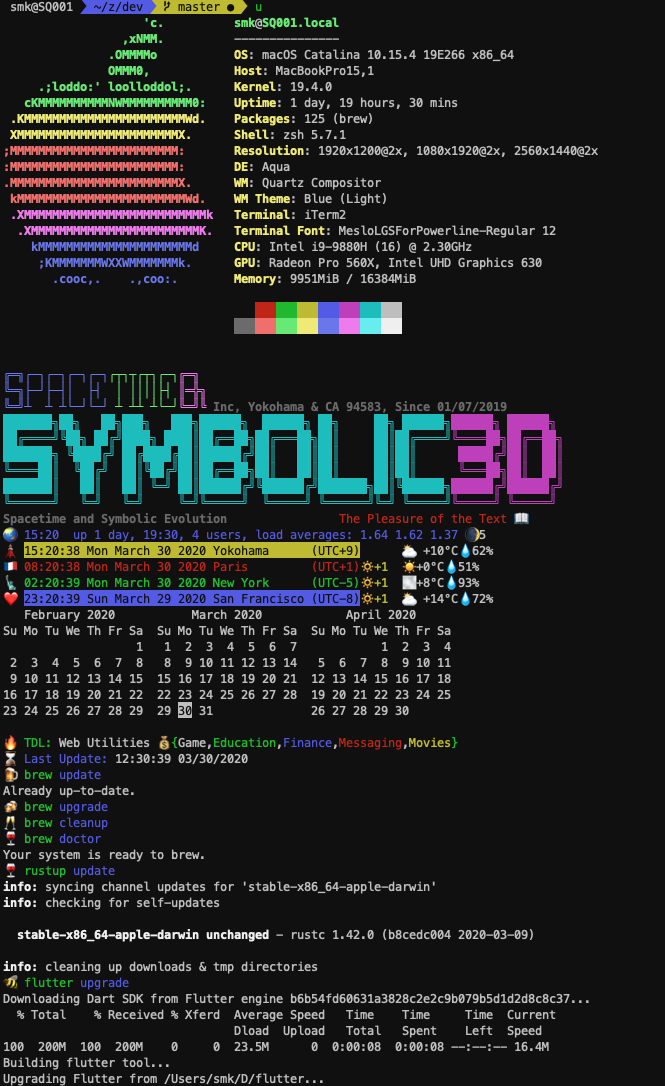 smk@SQ001 ~/z/dev master ● u
'c.
,xNMM.
.OMMMMo
OMMM0,
.;loddo:' loolloddol;.
cKMMMMMMMMMMNWMMMMMMMMMM0:
.KMMMMMMMMMMMMMMMMMMMMMMMWd.
XMMMMMMMMMMMMMMMMMMMMMMMX.
;MMMMMMMMMMMMMMMMMMMMMMMM:
:MMMMMMMMMMMMMMMMMMMMMMMM:
.MMMMMMMMMMMMMMMMMMMMMMMMX.
kMMMMMMMMMMMMMMMMMMMMMMMMWd.
.XMMMMMMMMMMMMMMMMMMMMMMMMMMk
.XMMMMMMMMMMMMMMMMMMMMMMMMK.
kMMMMMMMMMMMMMMMMMMMMMMd
;KMMMMMMMWXXWMMMMMMMk.
.cooc,. .,coo:.
smk@SQ001.local
---------------
OS: macOS Catalina 10.15.4 19E266 x86_64
Host: MacBookPro15,1
Kernel: 19.4.0
Uptime: 1 day, 19 hours, 30 mins
Packages: 125 (brew)
Shell: zsh 5.7.1
Resolution: 1920x1200@2x, 1080x1920@2x, 2560x1440@2x
DE: Aqua
WM: Quartz Compositor
WM Theme: Blue (Light)
Terminal: iTerm2
Terminal Font: MesloLGSForPowerline-Regular 12
CPU: Intel i9-9880H (16) @ 2.30GHz
GPU: Radeon Pro 560X, Intel UHD Graphics 630
Memory: 9951MiB / 16384MiB
Inc, Yokohama & CA 94583, Since 01/07/2019
SYMBOLIC3D
Spacetime and Symbolic Evolution The Pleasure of the Text 📖
🌏 15:20 up 1 day, 19:30, 4 users, load averages: 1.64 1.62 1.37 🌒5
🗼 15:20:38 Mon March 30 2020 Yokohama (UTC+9) 🌥 +10°C💧62%
🇫🇷 08:20:38 Mon March 30 2020 Paris (UTC+1)🔅+1 ☀️+0°C💧51%
🗽 02:20:39 Mon March 30 2020 New York (UTC-5)🔅+1 🌫+8°C💧93%
❤️ 23:20:39 Sun March 29 2020 San Francisco (UTC-8)🔅+1 🌥 +14°C💧72%
February 2020 March 2020 April 2020
Su Mo Tu We Th Fr Sa Su Mo Tu We Th Fr Sa Su Mo Tu We Th Fr Sa
1 1 2 3 4 5 6 7 1 2 3 4
2 3 4 5 6 7 8 8 9 10 11 12 13 14 5 6 7 8 9 10 11
9 10 11 12 13 14 15 15 16 17 18 19 20 21 12 13 14 15 16 17 18
16 17 18 19 20 21 22 22 23 24 25 26 27 28 19 20 21 22 23 24 25
23 24 25 26 27 28 29 29 30 31 26 27 28 29 30
🔥 TDL: Web Utilities 💰{Game,Education,Finance,Messaging,Movies}
⏳ Last Update: 12:30:39 03/30/2020
🍺 brew update
Already up-to-date.
🍻 brew upgrade
🥂 brew cleanup
🍷 brew doctor
Your system is ready to brew.
🍷 rustup update
info: syncing channel updates for 'stable-x86_64-apple-darwin'
info: checking for self-updates
stable-x86_64-apple-darwin unchanged - rustc 1.42.0 (b8cedc004 2020-03-09)
info: cleaning up downloads & tmp directories
🐝 flutter upgrade
Downloading Dart SDK from Flutter engine b6b54fd60631a3828c2e2c9b079b5d1d2d8c8c37...
% Total % Received % Xferd Average Speed Time Time Time Current
Dload Upload Total Spent Left Speed
100 200M 100 200M 0 0 23.5M 0 0:00:08 0:00:08 --:--:-- 16.4M
Building flutter tool...
Upgrading Flutter from /Users/smk/D/flutter...